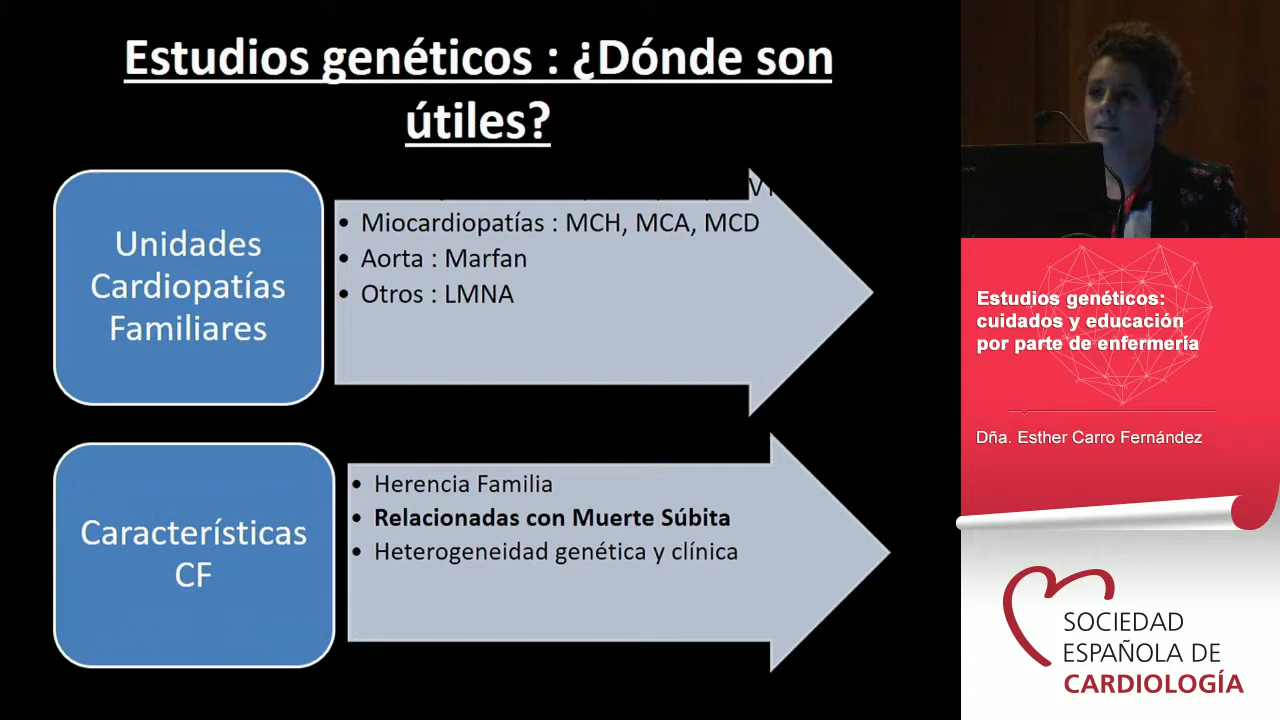 Estudios genéticos : ¿Dónde son
útiles?
Unidades
Cardiopatías
Familiares
• Miocardiopatías : MCH, MCA, MCD
• Aorta : Marfan
• Otros : LMNA
Características
CF
• Herencia Familia
• Relacionadas con Muerte Súbita
• Heterogeneidad genética y clínica
Estudios genéticos:
cuidados y educación
por parte de enfermería
Dña. Esther Carro Fernández
SOCIEDAD
ESPAÑOLA DE
CARDIOLOGÍA